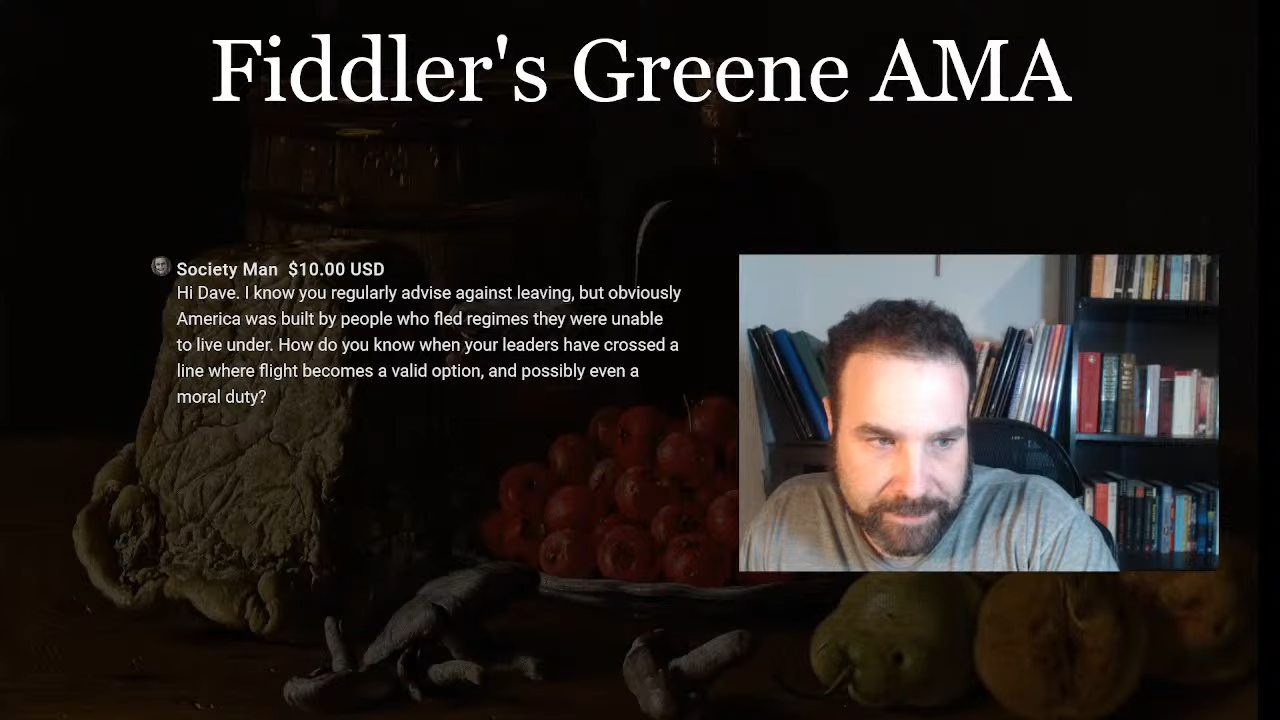 Fiddler's Greene AMA
Society Man $10.00 USD
Hi Dave. I know you regularly advise against leaving, but obviously
America was built by people who fled regimes they were unable
to live under. How do you know when your leaders have crossed a
line where flight becomes a valid option, and possibly even a
moral duty?